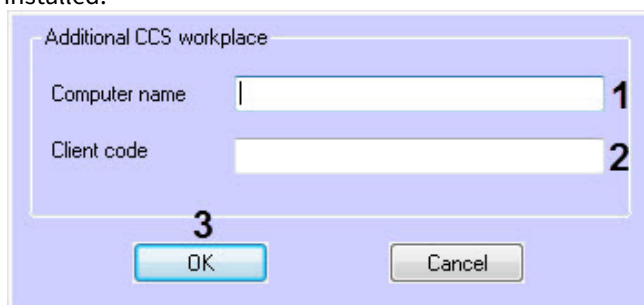 installed.
Additional CCS workplace
Computer name 1
Client code 2
3
OK Cancel